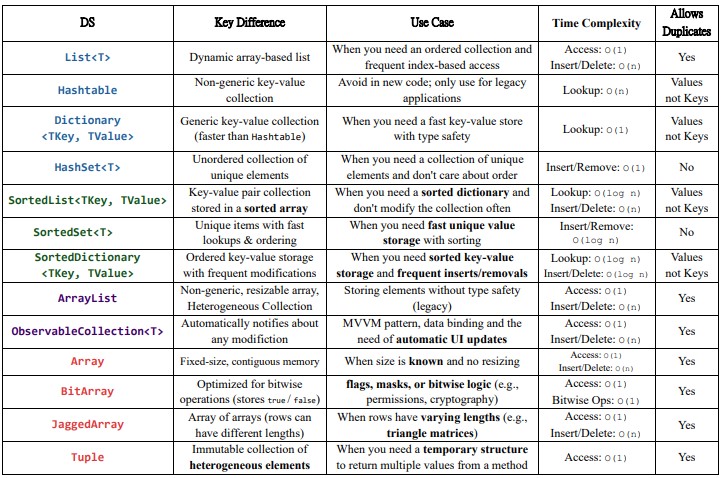 DS Key Difference Use Case Time Complexity Allows
Duplicates
List<T> Dynamic array-based list When you need an ordered collection and
frequent index-based access Access: O(1)
Insert/Delete: O(n) Yes
Hashtable Non-generic key-value
collection Avoid in new code; only use for legacy
applications Lookup: O(n) Values
not Keys
Dictionary
<TKey, TValue> Generic key-value collection
(faster than Hashtable) When you need a fast key-value store
with type safety Lookup: O(1) Values
not Keys
HashSet<T> Unordered collection of
unique elements When you need a collection of unique
elements and don't care about order Insert/Remove: O(1) No
SortedList<TKey, TValue> Key-value pair collection
stored in a sorted array When you need a sorted dictionary and
don't modify the collection often Lookup: O(log n)
Insert/Delete: O(n) Values
not Keys
SortedSet<T> Unique items with fast
lookups & ordering When you need fast unique value
storage with sorting Insert/Remove:
O(log n) No
SortedDictionary
<TKey, TValue> Ordered key-value storage
with frequent modifications When you need sorted key-value
storage and frequent inserts/removals Lookup: O(log n)
Insert/Delete: O(log n) Values
not Keys
ArrayList Non-generic, resizable array,
Heterogeneous Collection Storing elements without type safety
(legacy) Access: O(1)
Insert/Delete: O(n) Yes
ObservableCollection<T> Automatically notifies about
any modifiction MVVM pattern, data binding and the
need of automatic UI updates Access: O(1)
Insert/Delete: O(n) Yes
Array Fixed-size, contiguous memory When size is known and no resizing Access: O(1)
Insert/Delete: O(n) Yes
BitArray Optimized for bitwise
operations (stores true / false) flags, masks, or bitwise logic (e.g.,
permissions, cryptography) Access: O(1)
Bitwise Ops: O(1) Yes
JaggedArray Array of arrays (rows can
have different lengths) When rows have varying lengths (e.g.,
triangle matrices) Access: O(1)
Insert/Delete: O(n) Yes
Tuple Immutable collection of
heterogeneous elements When you need a temporary structure
to return multiple values from a method Access: O(1) Yes